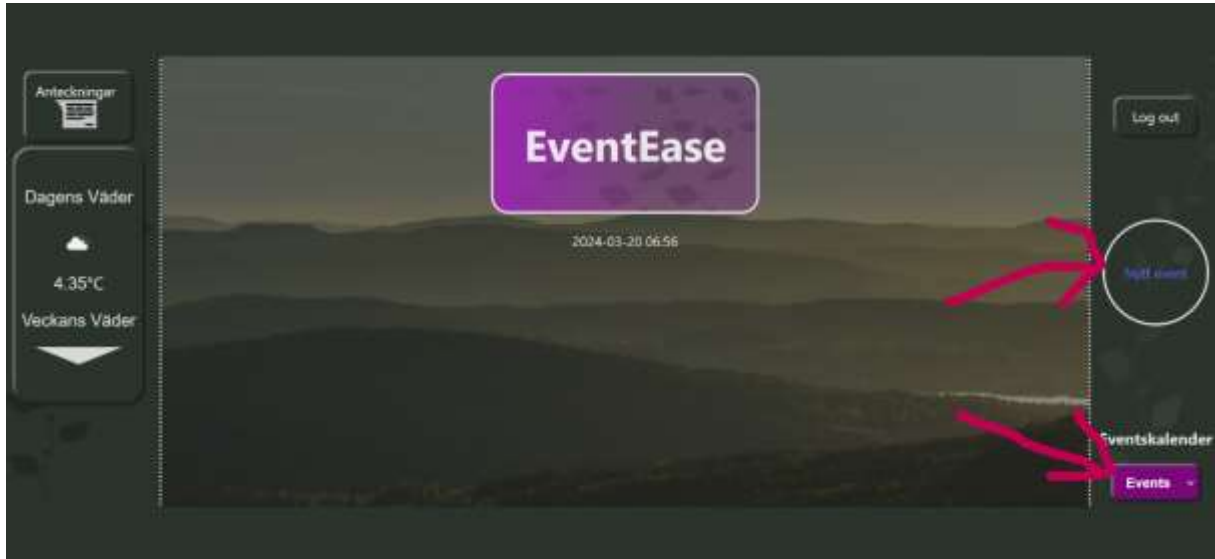 Anteckningar
Dagens Väder
4.35°C
Veckans Väder
EventEase
2024-03-20 06:56
Log out
Nytt event
Eventskalender
Events